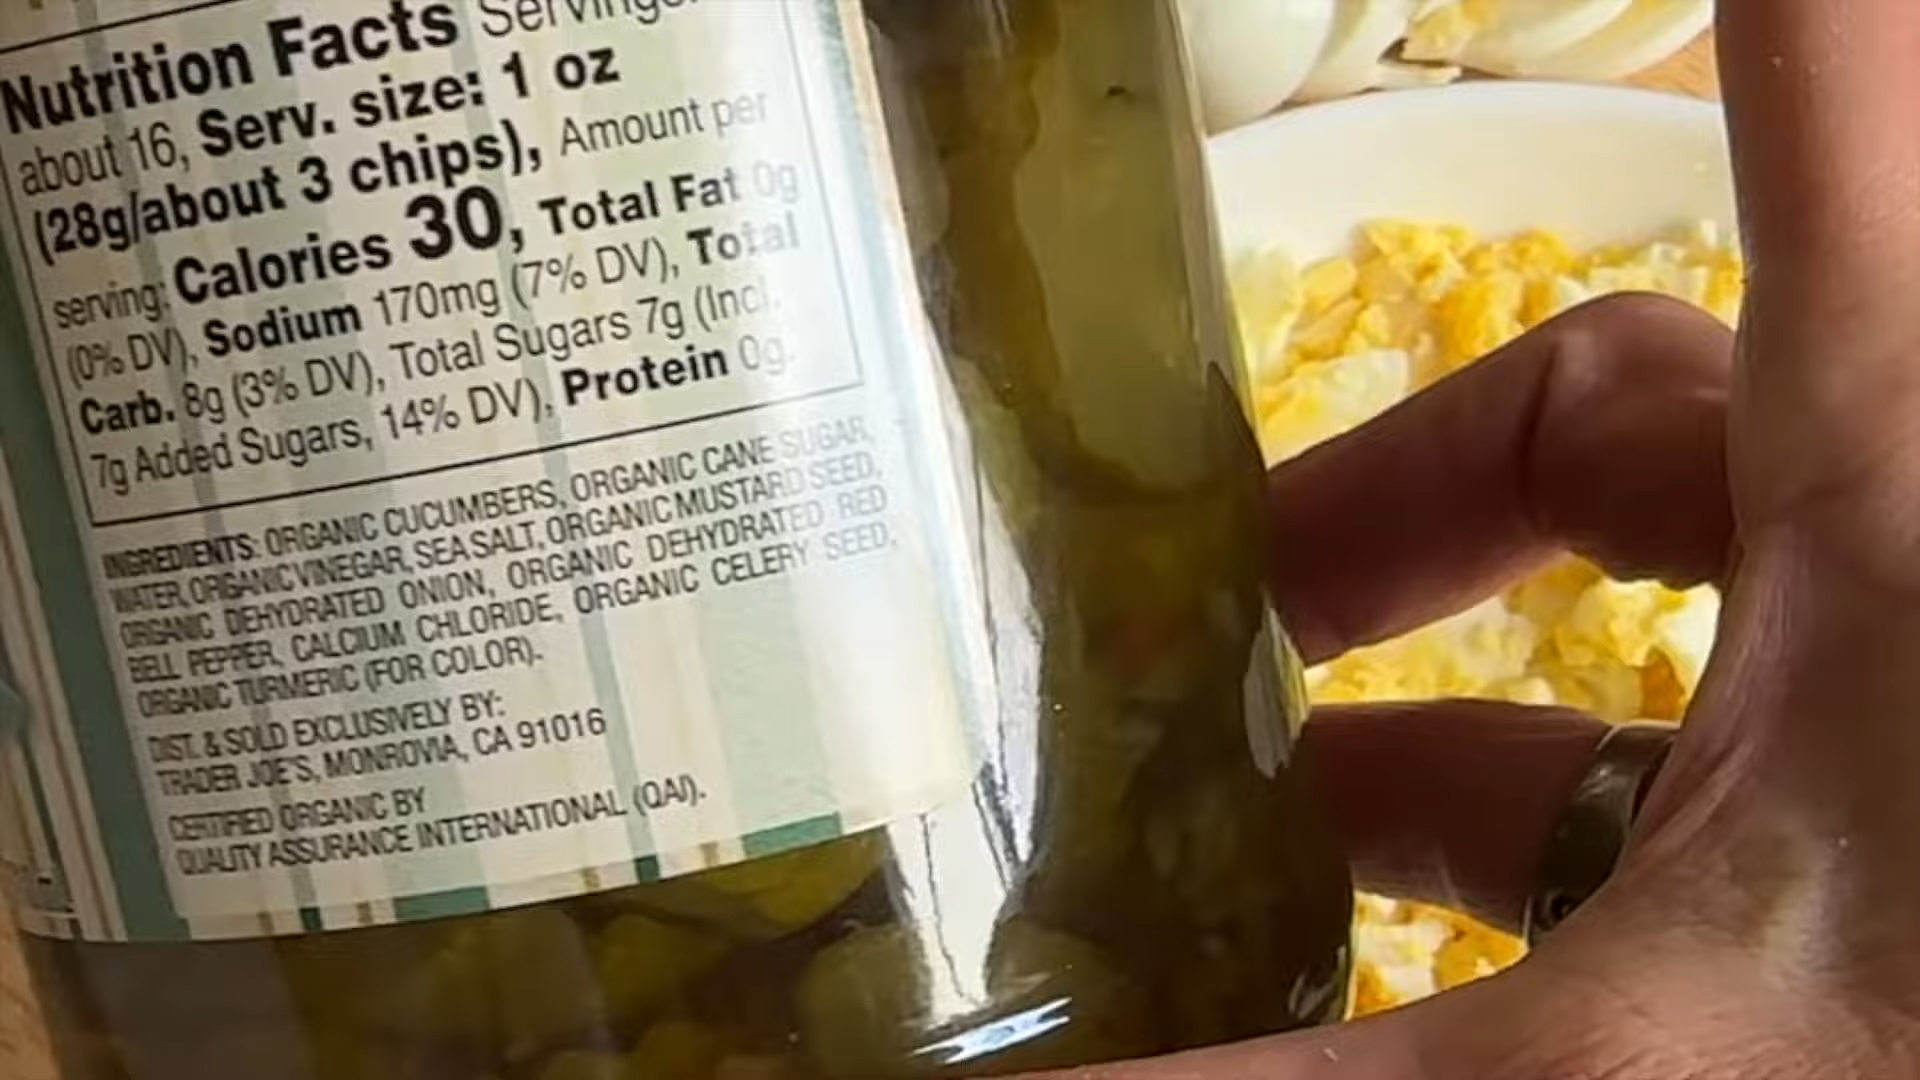 Nutrition Facts Servings:
about 16, Serv. size: 1 oz
(28g/about 3 chips), Amount per
serving: Calories 30, Total Fat 0g
(0% DV), Sodium 170mg (7% DV), Total
Carb. 8g (3% DV), Total Sugars 7g (Incl.
7g Added Sugars, 14% DV), Protein 0g.
INGREDIENTS: ORGANIC CUCUMBERS, ORGANIC CANE SUGAR,
WATER, ORGANIC VINEGAR, SEA SALT, ORGANIC MUSTARD SEED,
ORGANIC DEHYDRATED ONION, ORGANIC DEHYDRATED RED
BELL PEPPER, CALCIUM CHLORIDE, ORGANIC CELERY SEED,
ORGANIC TURMERIC (FOR COLOR).
DIST. & SOLD EXCLUSIVELY BY:
TRADER JOE'S, MONROVIA, CA 91016
CERTIFIED ORGANIC BY
QUALITY ASSURANCE INTERNATIONAL (QAI).